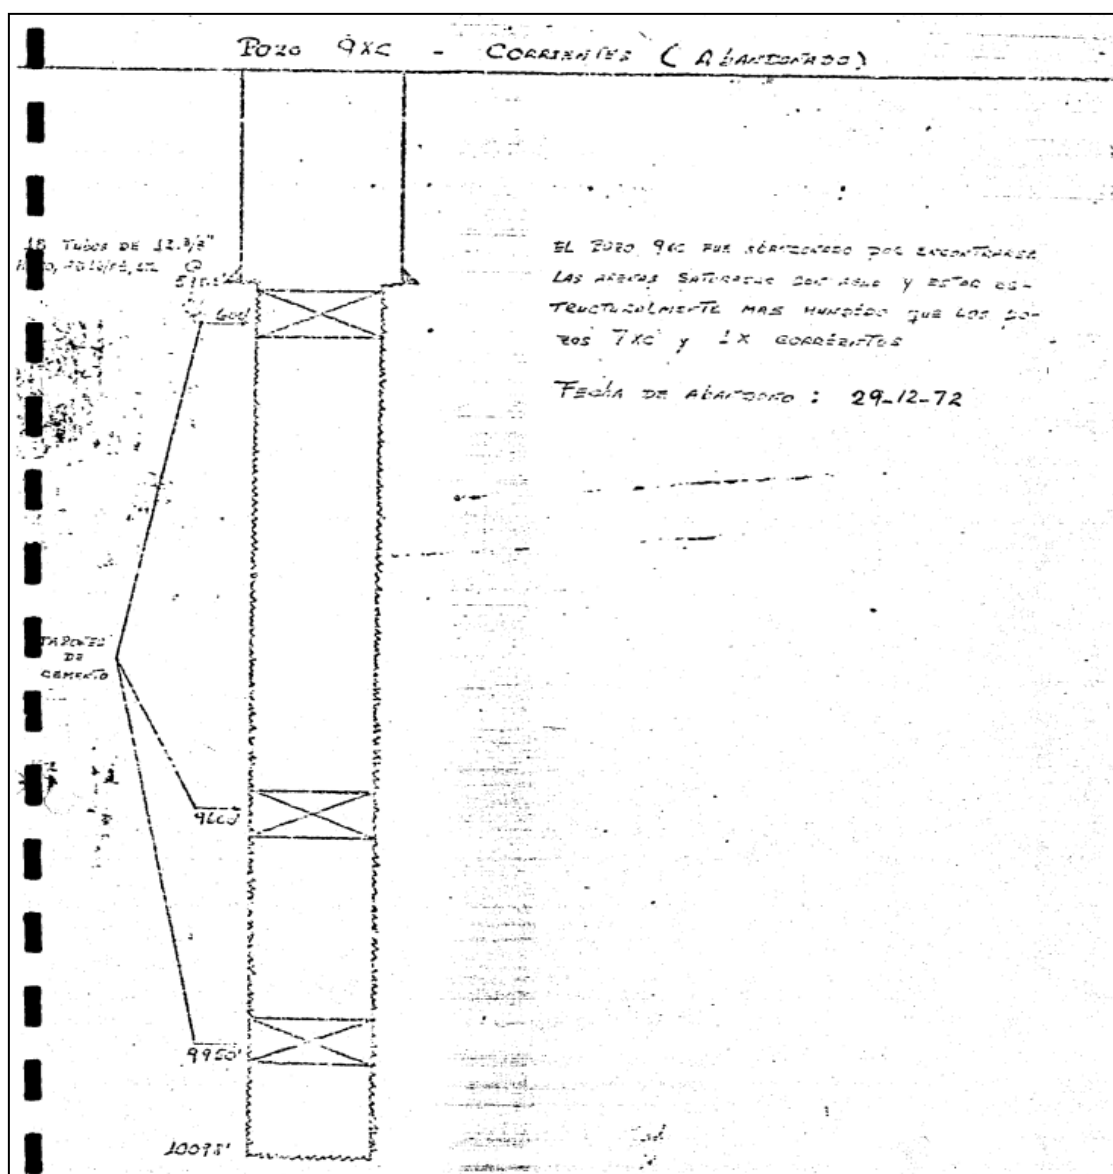 POZO 9XC - CORRIENTES (ABANDONADO)
18 TUBOS DE 13.3/8"
@
600'
EL POZO 9XC FUE ABANDONADO POR ENCONTRARSE
LAS ARENAS SATURADAS CON AGUA Y ESTAR ES-
TRUCTURALMENTE MAS HUNDIDO QUE LOS PO-
ZOS 7XC y 1X CORRIENTES
FECHA DE ABANDONO : 29-12-72
TAPONES
DE
CEMENTO
9600'
9950'
10098'